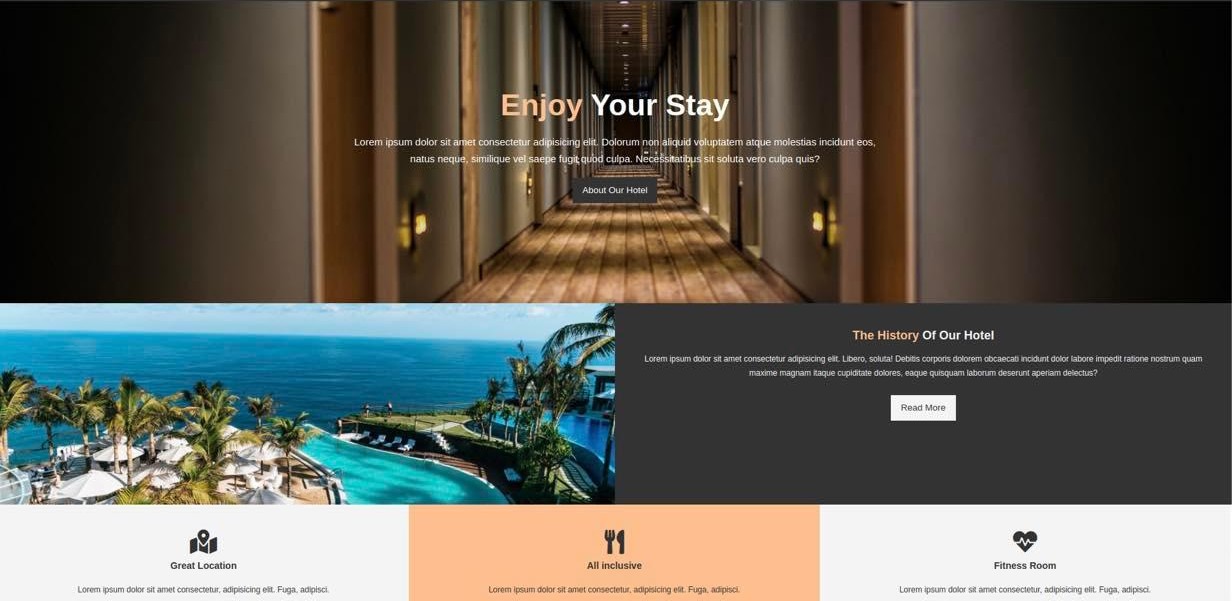 Enjoy Your Stay
Lorem ipsum dolor sit amet consectetur adipisicing elit. Dolorum non aliquid voluptatem atque molestias incidunt eos,
natus neque, similique vel saepe fugit quod culpa. Necessitatibus sit soluta vero culpa quis?
About Our Hotel
The History Of Our Hotel
Lorem ipsum dolor sit amet consectetur adipisicing elit. Libero, soluta! Debitis corporis dolorem obcaecati incidunt dolor labore impedit ratione nostrum quam
maxime magnam itaque cupiditate dolores, eaque quisquam laborum deserunt aperiam delectus?
Read More
Great Location
Lorem ipsum dolor sit amet consectetur, adipisicing elit. Fuga, adipisci.
All inclusive
Lorem ipsum dolor sit amet consectetur, adipisicing elit. Fuga, adipisci.
Fitness Room
Lorem ipsum dolor sit amet consectetur, adipisicing elit. Fuga, adipisci.